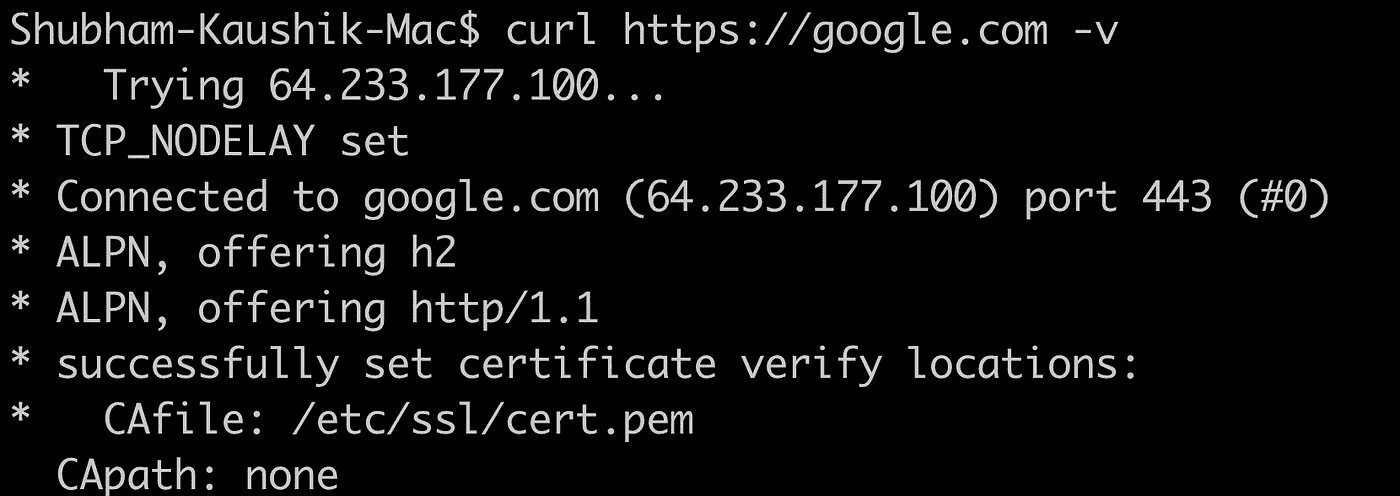 Shubham-Kaushik-Mac$ curl https://google.com -v
*   Trying 64.233.177.100...
* TCP_NODELAY set
* Connected to google.com (64.233.177.100) port 443 (#0)
* ALPN, offering h2
* ALPN, offering http/1.1
* successfully set certificate verify locations:
*   CAfile: /etc/ssl/cert.pem
  CApath: none